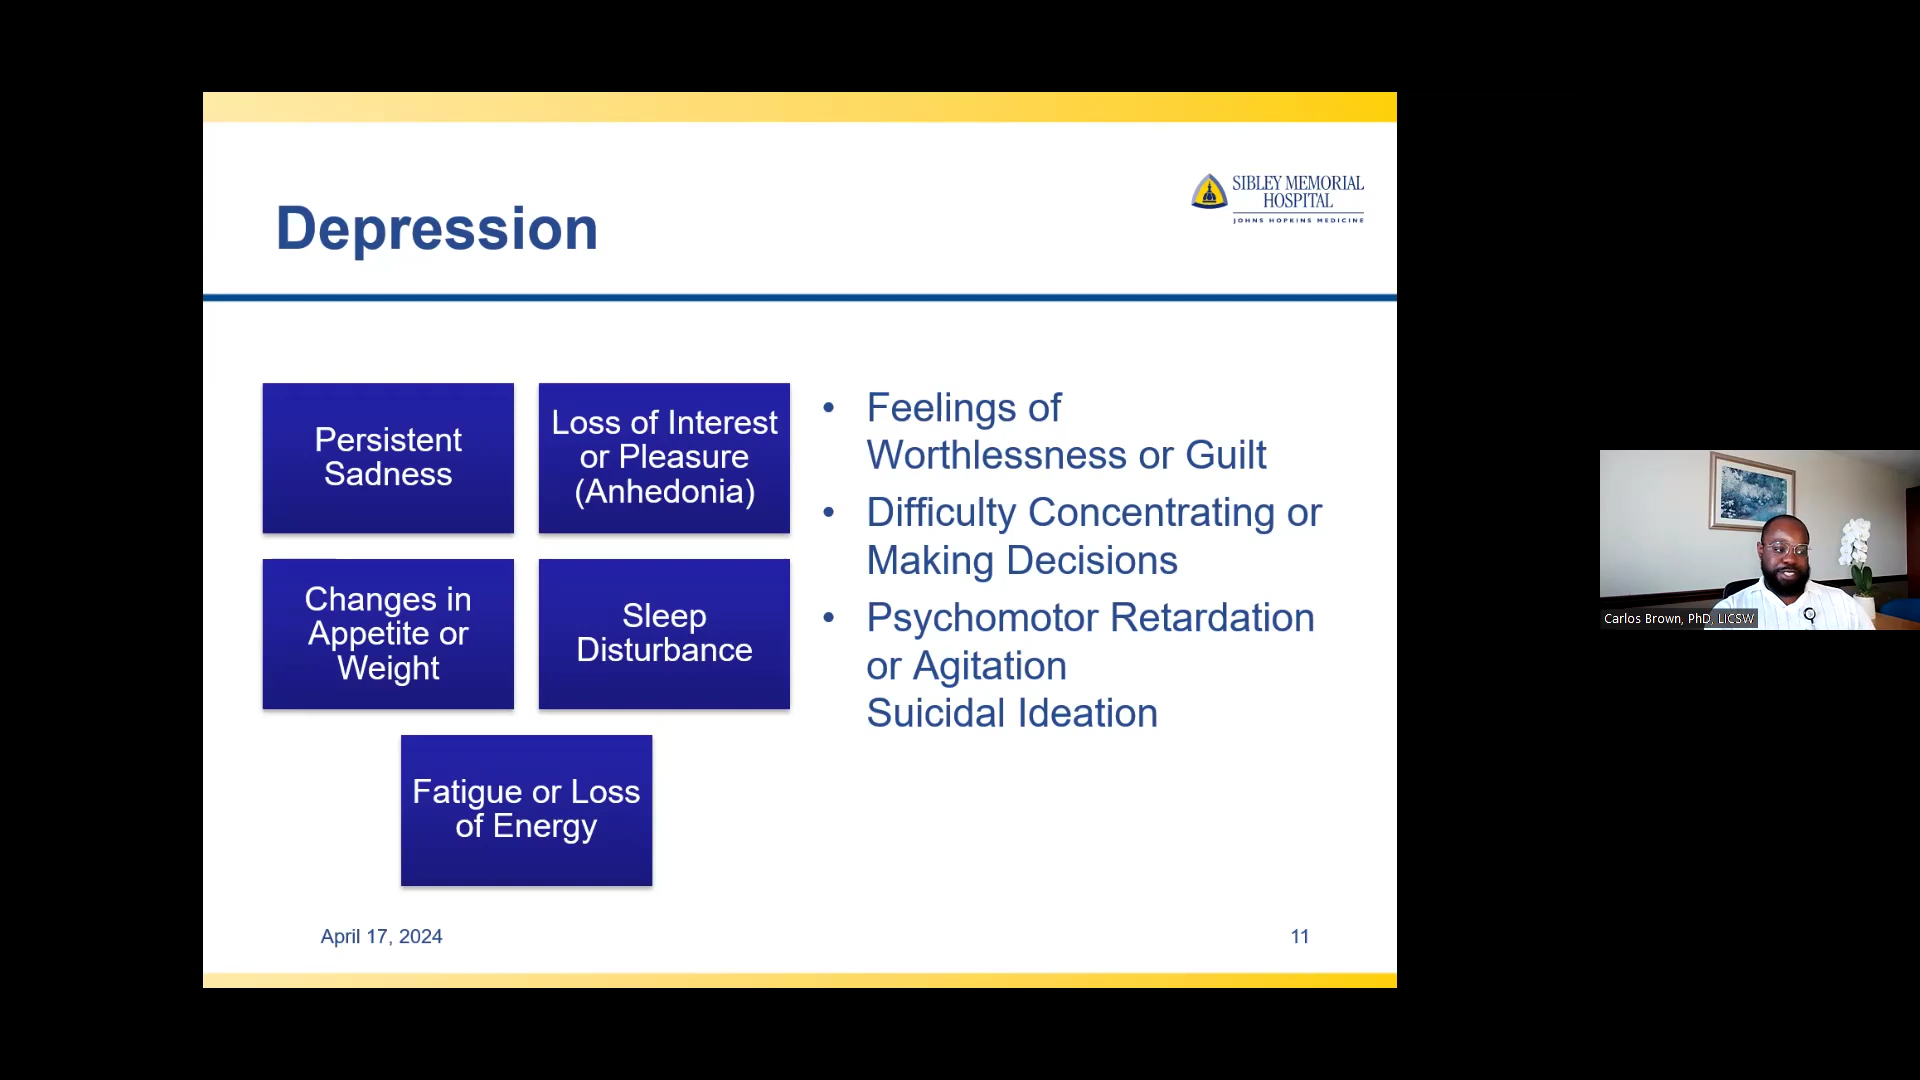 SIBLEY MEMORIAL
HOSPITAL
JOHNS HOPKINS MEDICINE
Depression
Persistent
Sadness
Loss of Interest
or Pleasure
(Anhedonia)
Changes in
Appetite or
Weight
Sleep
Disturbance
Fatigue or Loss
of Energy
• Feelings of
Worthlessness or Guilt
• Difficulty Concentrating or
Making Decisions
• Psychomotor Retardation
or Agitation
Suicidal Ideation
April 17, 2024
11
Carlos Brown, PhD, LICSW